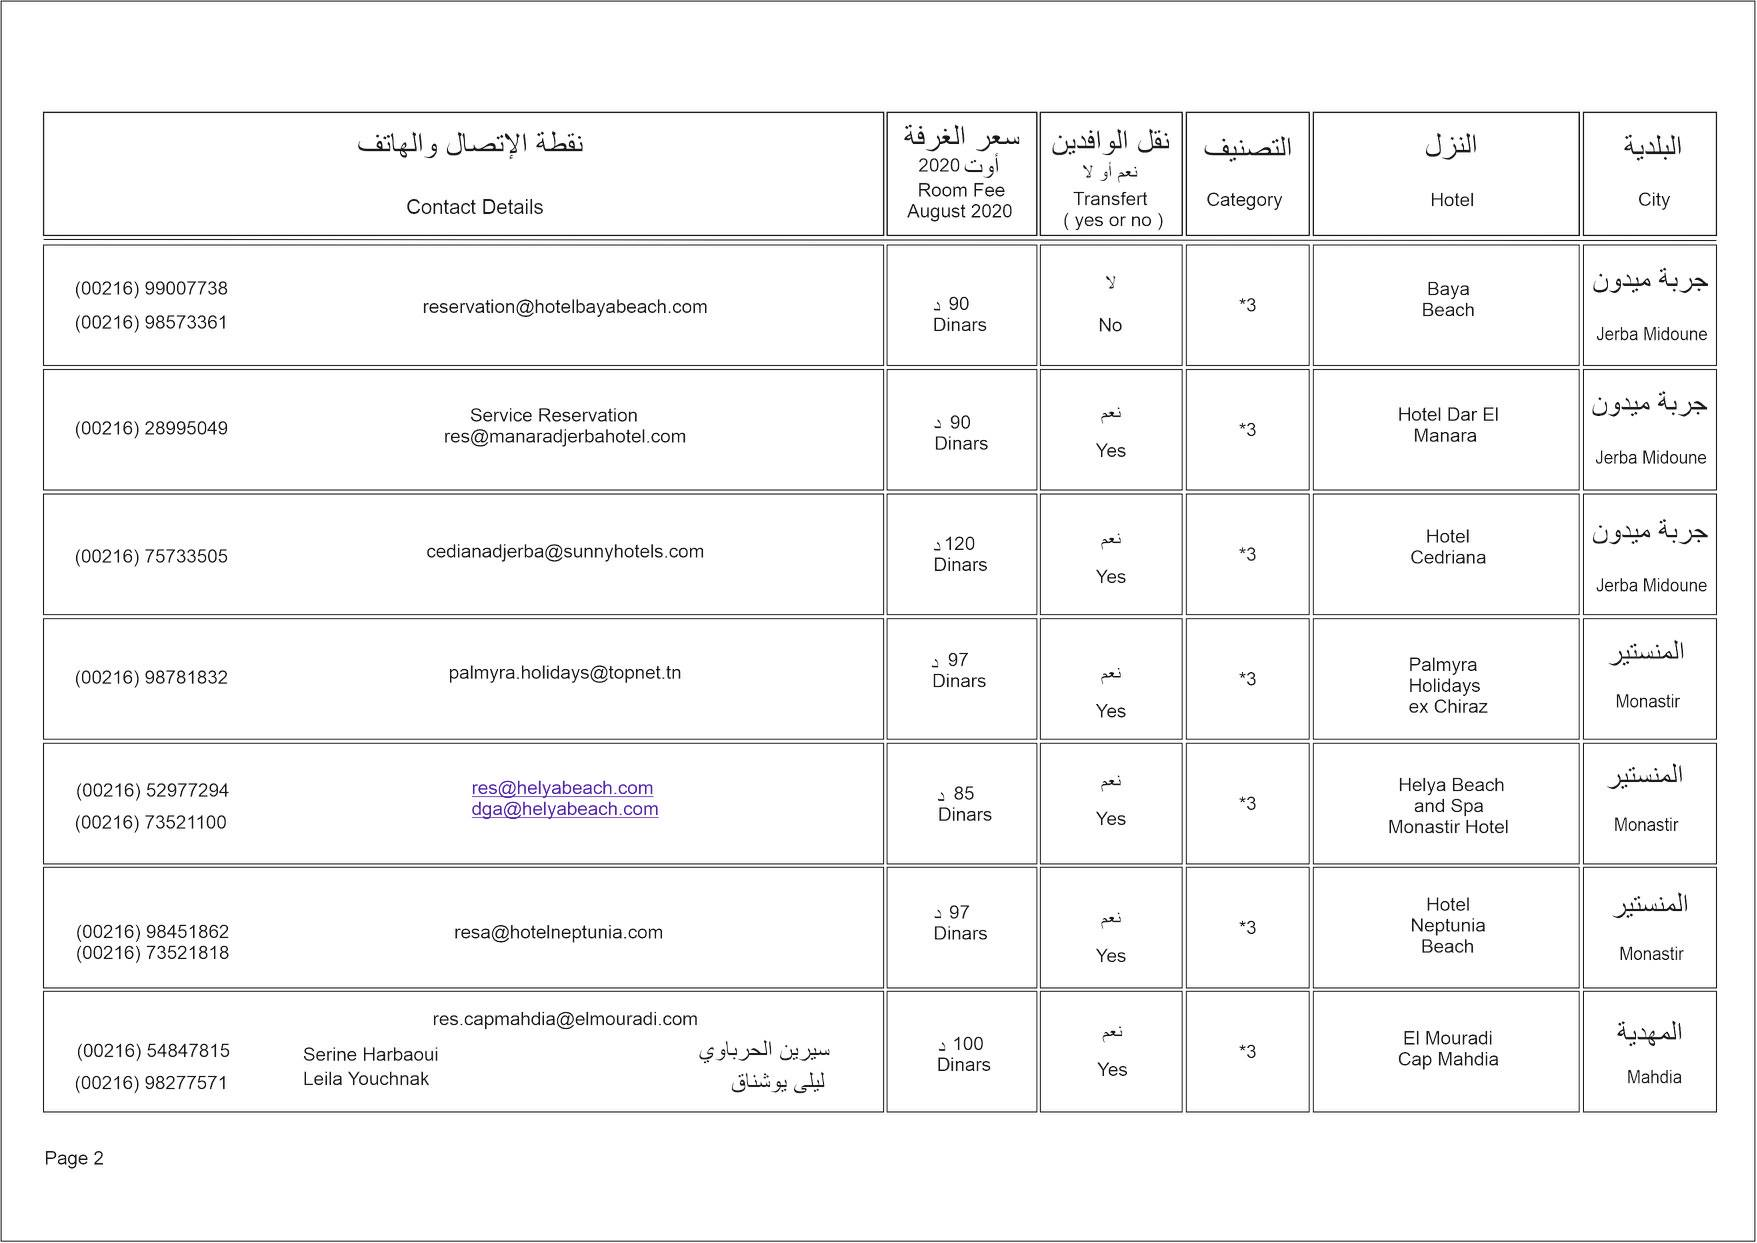 البلدية
City
النزل
Hotel
التصنيف
Category
نقل الوافدين
نعم أو لا
Transfert
( yes or no )
سعر الغرفة
أوت 2020
Room Fee
August 2020
نقطة الإتصال والهاتف
Contact Details
جربة ميدون
Jerba Midoune
Baya
Beach
*3
لا
No
90 د
Dinars
reservation@hotelbayabeach.com
(00216) 99007738
(00216) 98573361
جربة ميدون
Jerba Midoune
Hotel Dar El
Manara
*3
نعم
Yes
90 د
Dinars
Service Reservation
res@manaradjerbahotel.com
(00216) 28995049
جربة ميدون
Jerba Midoune
Hotel
Cedriana
*3
نعم
Yes
120 د
Dinars
cedianadjerba@sunnyhotels.com
(00216) 75733505
المنستير
Monastir
Palmyra
Holidays
ex Chiraz
*3
نعم
Yes
97 د
Dinars
palmyra.holidays@topnet.tn
(00216) 98781832
المنستير
Monastir
Helya Beach
and Spa
Monastir Hotel
*3
نعم
Yes
85 د
Dinars
res@helyabeach.com
dga@helyabeach.com
(00216) 52977294
(00216) 73521100
المنستير
Monastir
Hotel
Neptunia
Beach
*3
نعم
Yes
97 د
Dinars
resa@hotelneptunia.com
(00216) 98451862
(00216) 73521818
المهدية
Mahdia
El Mouradi
Cap Mahdia
*3
نعم
Yes
100 د
Dinars
res.capmahdia@elmouradi.com
سيرين الحرباوي
Serine Harbaoui
(00216) 54847815
ليلى يوشناق
Leila Youchnak
(00216) 98277571
Page 2